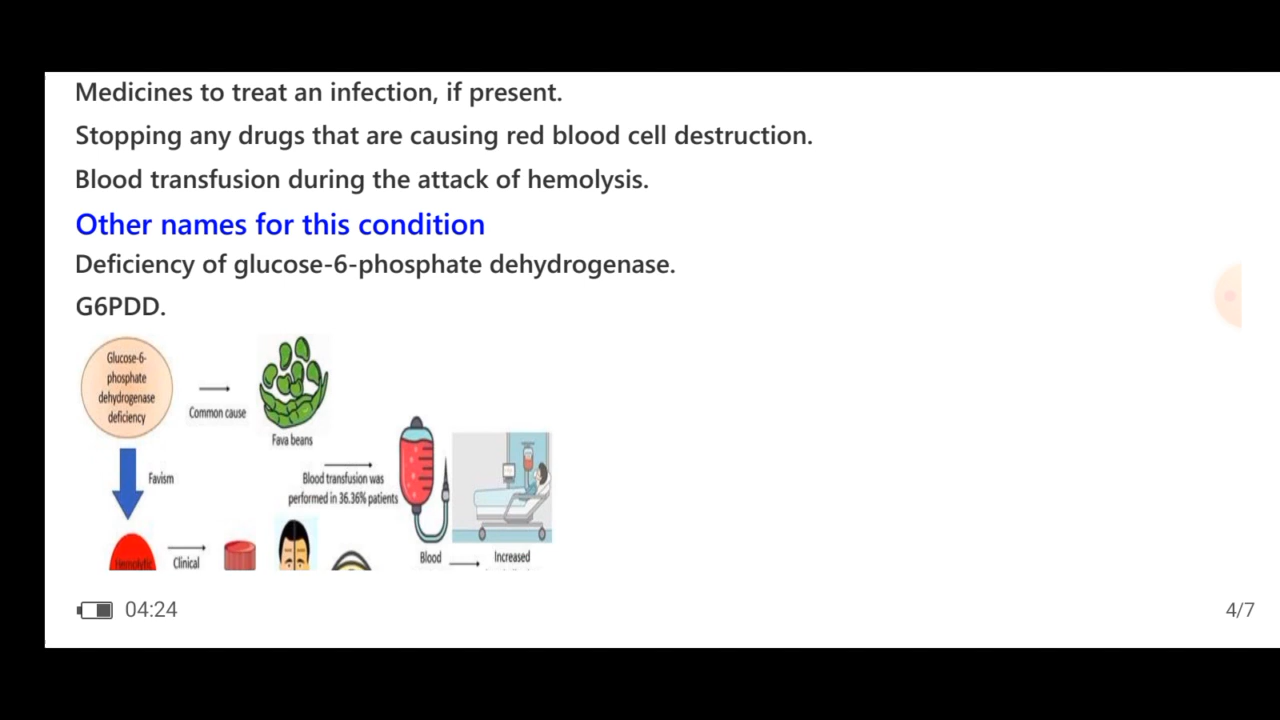 Medicines to treat an infection, if present.
Stopping any drugs that are causing red blood cell destruction.
Blood transfusion during the attack of hemolysis.
Other names for this condition
Deficiency of glucose-6-phosphate dehydrogenase.
G6PDD.
Glucose-6-
phosphate
dehydrogenase
deficiency
Common cause
Fava beans
Favism
Blood transfusion was
performed in 36.36% patients
Hemolytic
Clinical
Blood
Increased
04:24
4/7